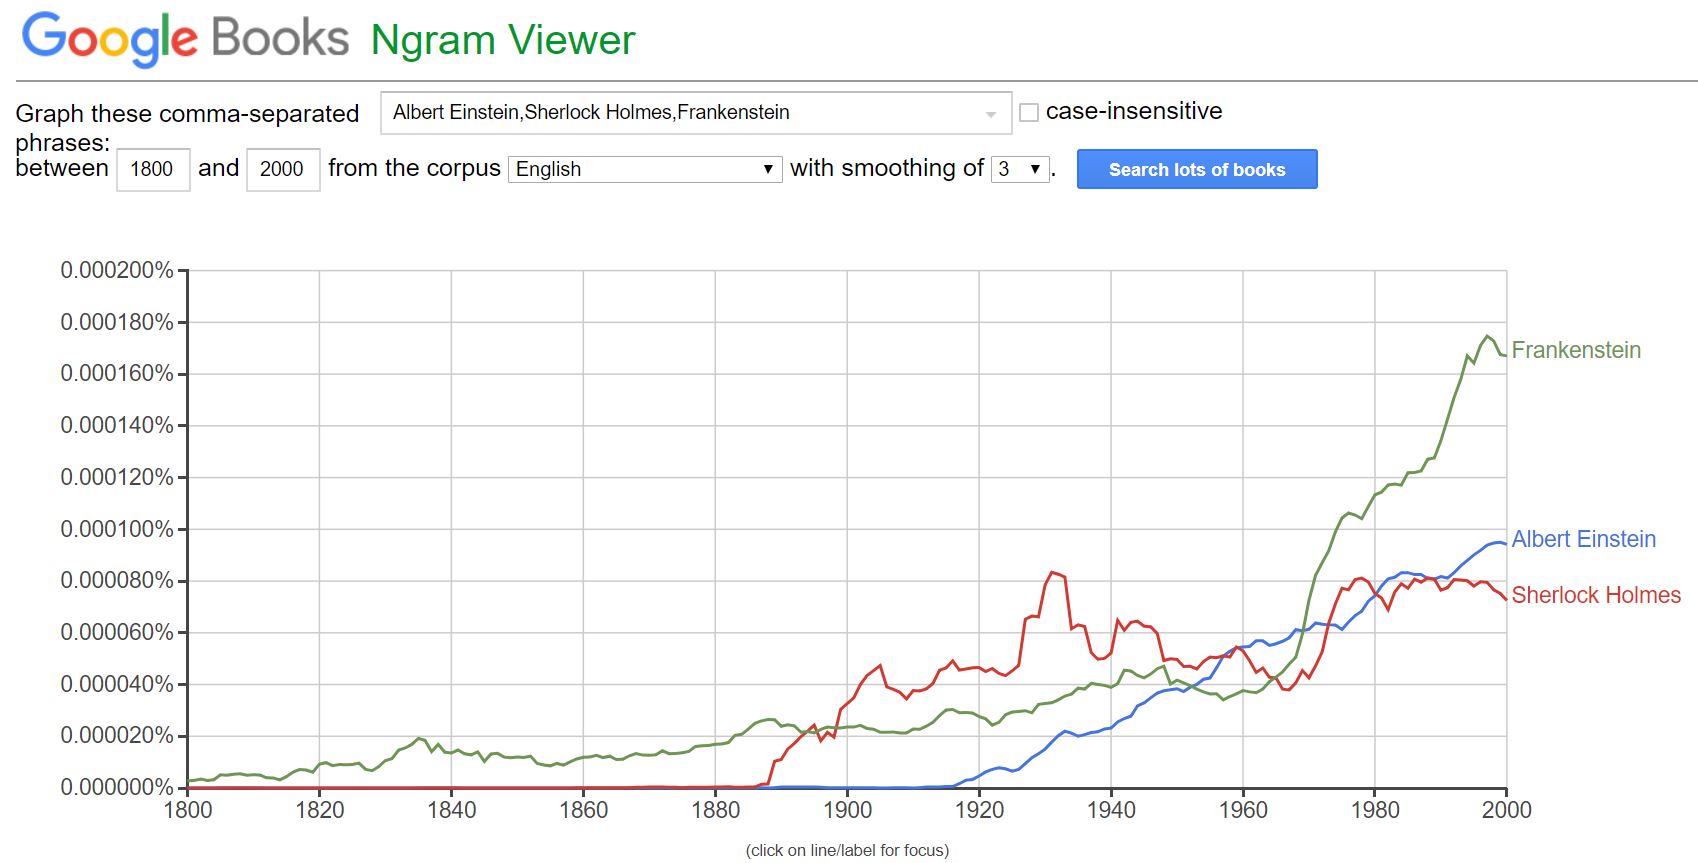 Google Books Ngram Viewer
Graph these comma-separated phrases:
Albert Einstein,Sherlock Holmes,Frankenstein
case-insensitive
between 1800 and 2000 from the corpus English with smoothing of 3 .
Search lots of books
0.000200%
0.000180%
0.000160%
0.000140%
0.000120%
0.000100%
0.000080%
0.000060%
0.000040%
0.000020%
0.000000%
Frankenstein
Albert Einstein
Sherlock Holmes
1800 1820 1840 1860 1880 1900 1920 1940 1960 1980 2000
(click on line/label for focus)